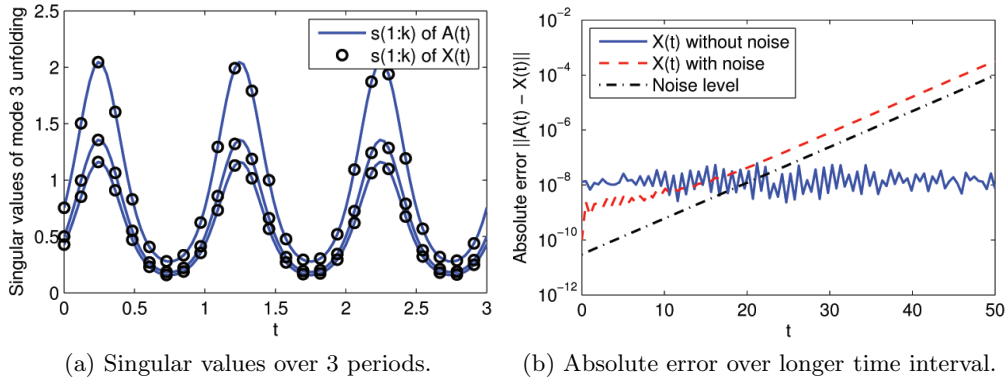 Singular values of mode 3 unfolding
2.5
2
1.5
1
0.5
0
0
0.5
1
1.5
2
2.5
3
t
s(1:k) of A(t)
s(1:k) of X(t)
(a) Singular values over 3 periods.
Absolute error ||A(t) − X(t)||
10⁻²
10⁻⁴
10⁻⁶
10⁻⁸
10⁻¹⁰
10⁻¹²
0
10
20
30
40
50
t
X(t) without noise
X(t) with noise
Noise level
(b) Absolute error over longer time interval.